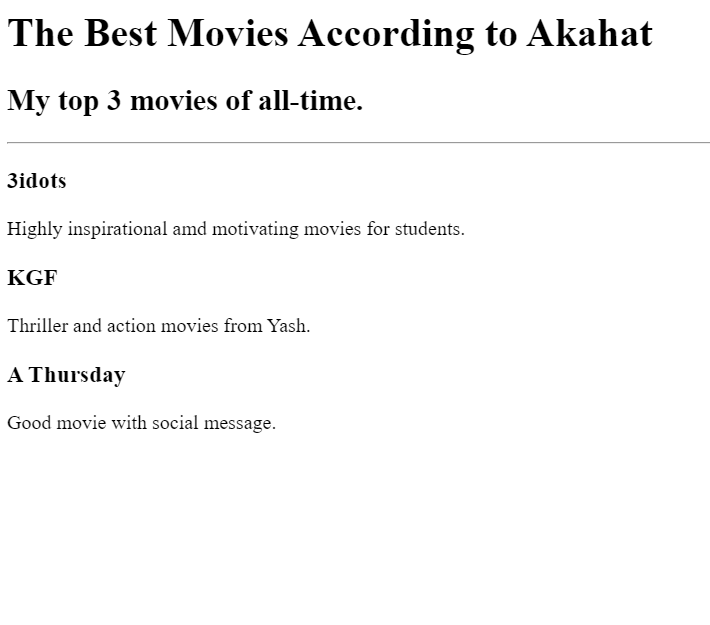 The Best Movies According to Akahat
My top 3 movies of all-time.
3idots
Highly inspirational amd motivating movies for students.
KGF
Thriller and action movies from Yash.
A Thursday
Good movie with social message.